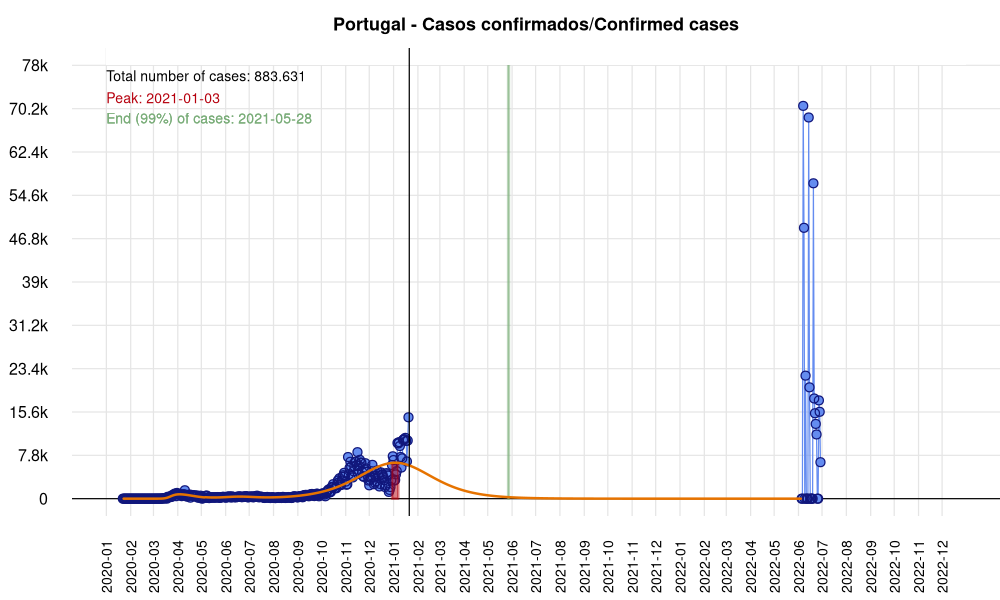 Portugal - Casos confirmados/Confirmed cases
Total number of cases: 883.631
Peak: 2021-01-03
End (99%) of cases: 2021-05-28
78k
70.2k
62.4k
54.6k
46.8k
39k
31.2k
23.4k
15.6k
7.8k
0
2020-01
2020-02
2020-03
2020-04
2020-05
2020-06
2020-07
2020-08
2020-09
2020-10
2020-11
2020-12
2021-01
2021-02
2021-03
2021-04
2021-05
2021-06
2021-07
2021-08
2021-09
2021-10
2021-11
2021-12
2022-01
2022-02
2022-03
2022-04
2022-05
2022-06
2022-07
2022-08
2022-09
2022-10
2022-11
2022-12